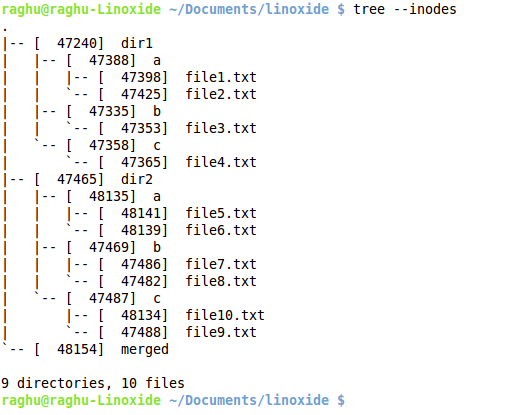 raghu@raghu-Linoxide ~/Documents/linoxide $ tree --inodes
.
|-- [  47240]  dir1
|   |-- [  47388]  a
|   |   |-- [  47398]  file1.txt
|   |   `-- [  47425]  file2.txt
|   |-- [  47335]  b
|   |   `-- [  47353]  file3.txt
|   `-- [  47358]  c
|       `-- [  47365]  file4.txt
|-- [  47465]  dir2
|   |-- [  48135]  a
|   |   |-- [  48141]  file5.txt
|   |   `-- [  48139]  file6.txt
|   |-- [  47469]  b
|   |   |-- [  47486]  file7.txt
|   |   `-- [  47482]  file8.txt
|   `-- [  47487]  c
|       |-- [  48134]  file10.txt
|       `-- [  47488]  file9.txt
`-- [  48154]  merged

9 directories, 10 files
raghu@raghu-Linoxide ~/Documents/linoxide $